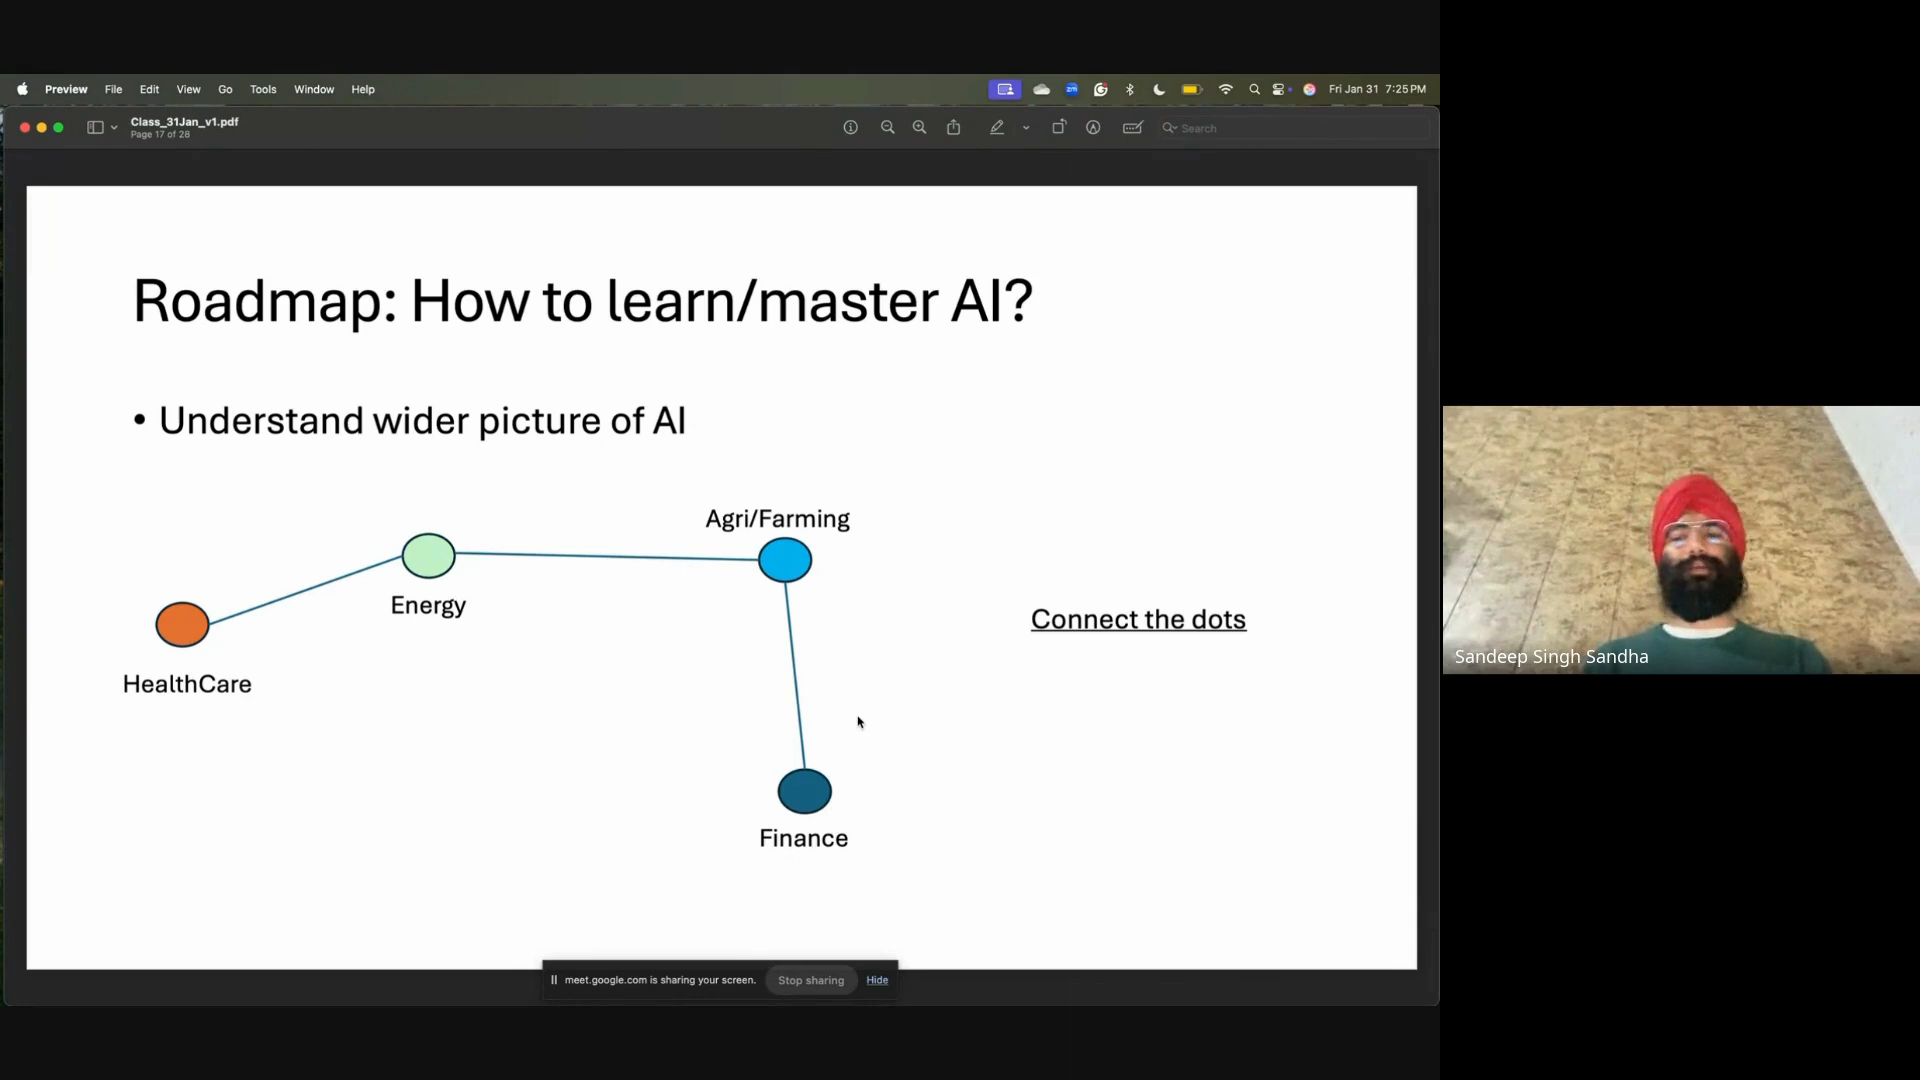 Preview File Edit View Go Tools Window Help
zm
Fri Jan 31 7:25 PM
Class_31Jan_v1.pdf
Page 17 of 28
Search
Roadmap: How to learn/master AI?
• Understand wider picture of AI
Agri/Farming
Energy
Connect the dots
HealthCare
Finance
Sandeep Singh Sandha
meet.google.com is sharing your screen. Stop sharing Hide